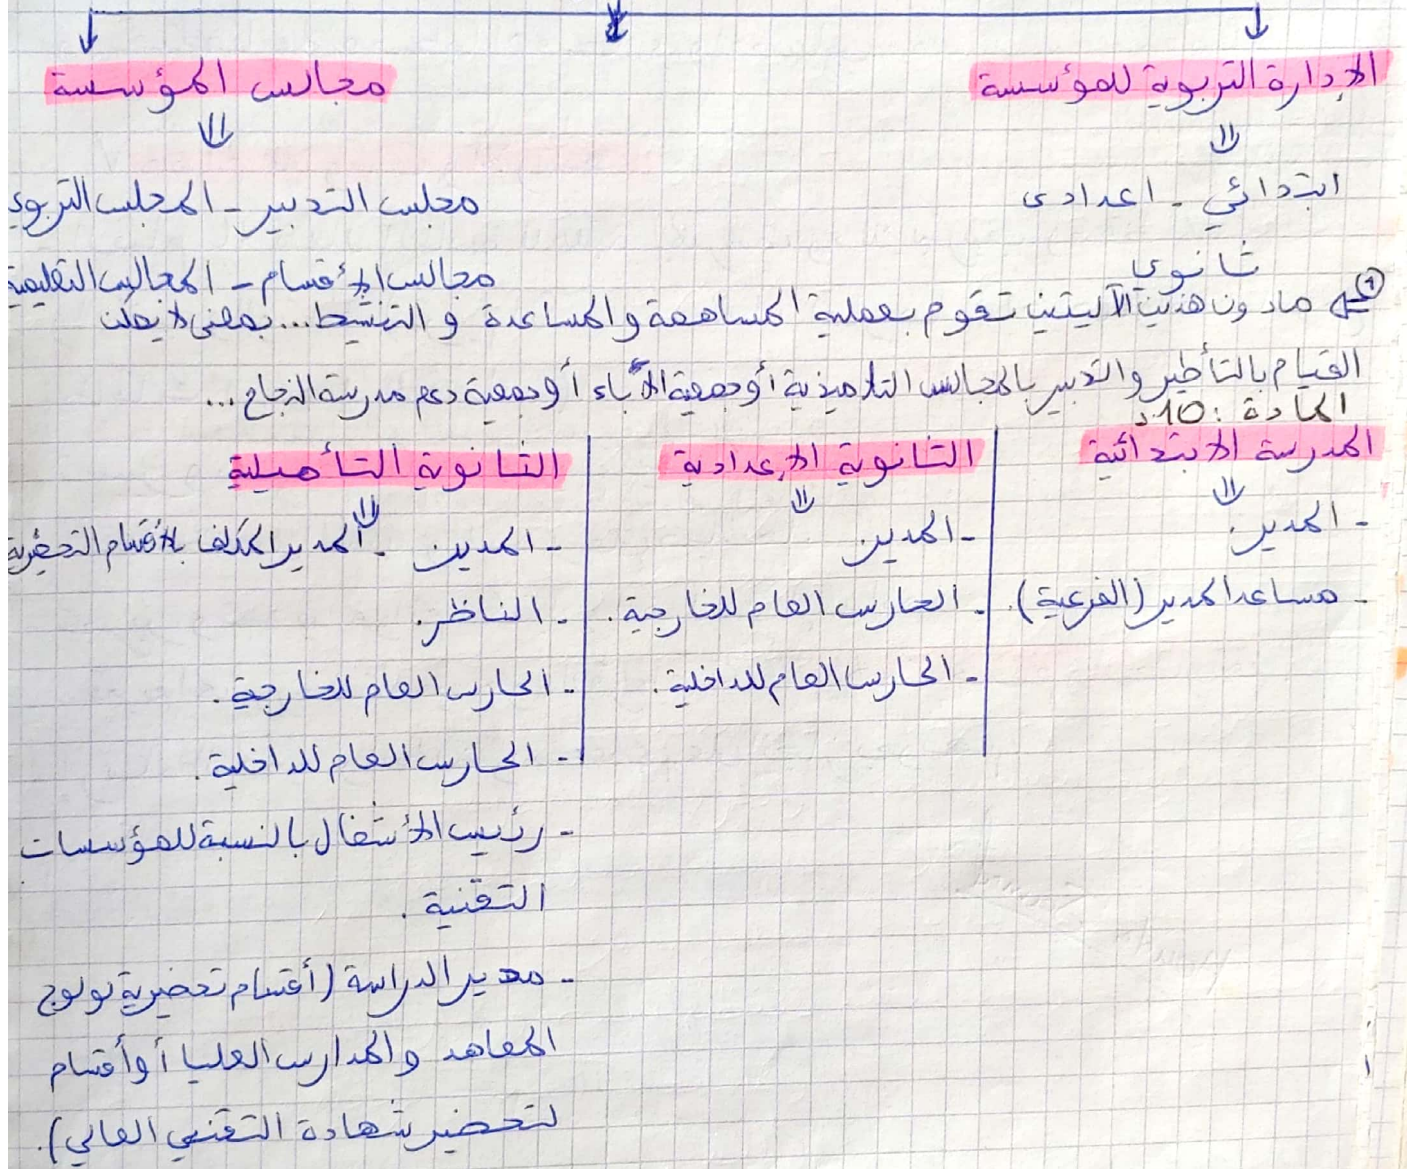 الإدارة التربوية للمؤسسة
ابتدائي - اعدادي
ثانوي
مجالس المؤسسة
مجلس التدبير - المجلس التربوي
مجالس الأقسام - المجالس التعليمية
① مادون هذين الآليتين تقوم بعملية المساهمة والمساعدة و التنشيط... بمعنى لا يمكن
القيام بالتأطير والتدبير بالمجالس التلاميذية أو جمعية الآباء أو جمعية دعم مدرسة النجاح ...
المادة : 10
المدرسة الابتدائية
- المدير.
- مساعد المدير (الفرعية).
الثانوية الإعدادية
- المدير
- الحارس العام للخارجية.
- الحارس العام للداخلية.
الثانوية التأهيلية
- المدير - المدير المكلف بالأقسام التحضيرية
- الناظر.
- الحارس العام للخارجية.
- الحارس العام للداخلية.
- رئيس الأشغال بالنسبة للمؤسسات
التقنية.
- مدير الدراسة (أقسام تحضيرية لولوج
المعاهد والمدارس العليا أو أقسام
لتحضير شهادة التقني العالي).